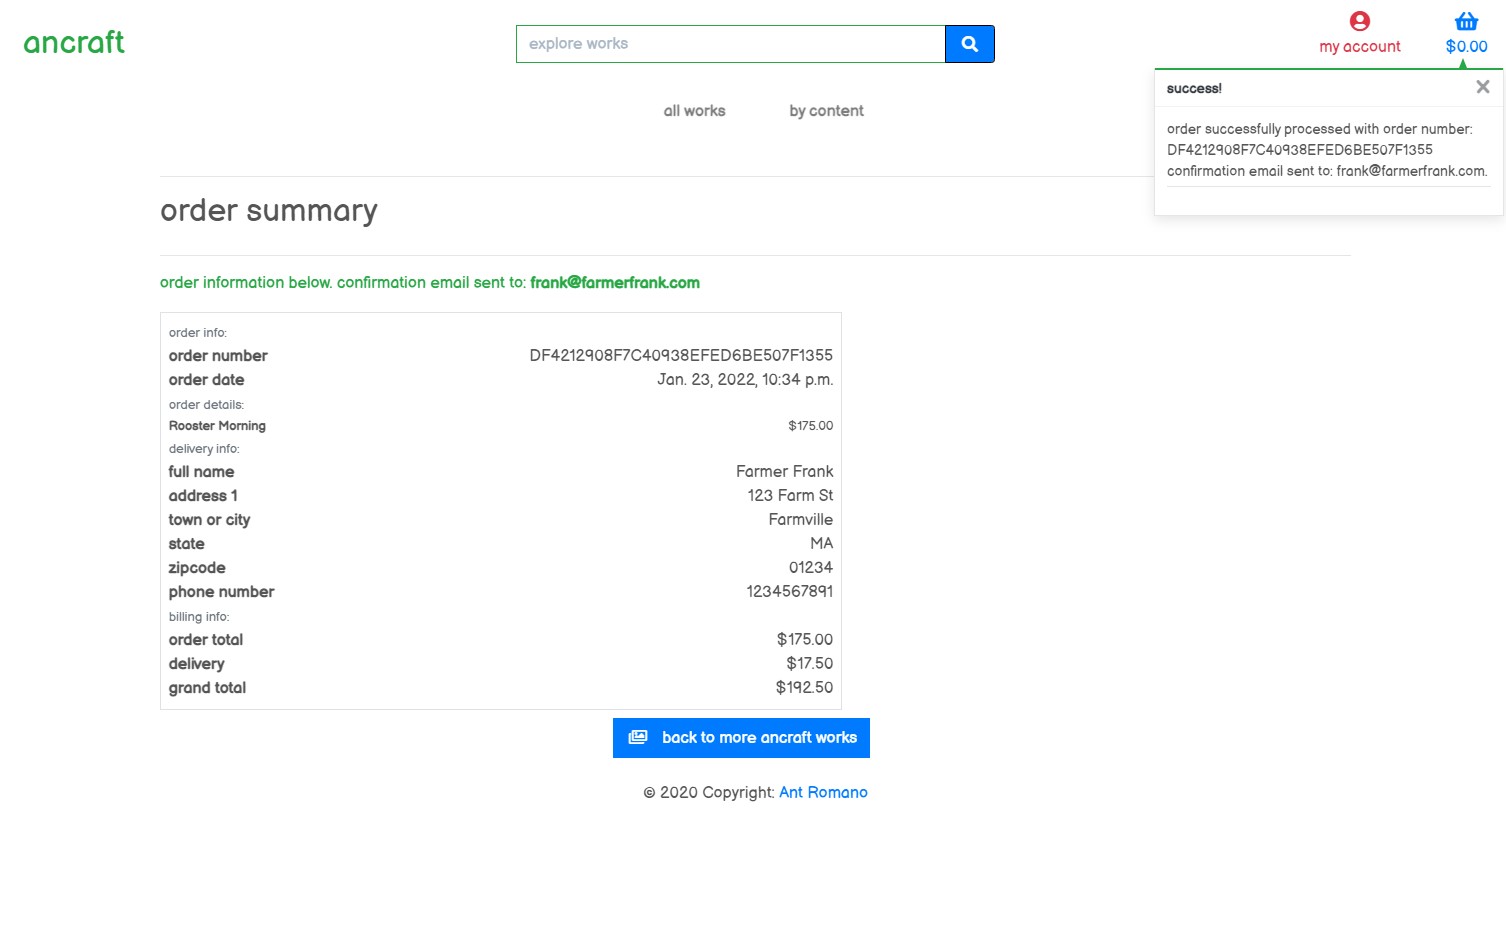 ancraft
explore works
my account
$0.00
all works
by content
success!
order successfully processed with order number:
DF4212908F7C40938EFED6BE507F1355
confirmation email sent to: frank@farmerfrank.com.
order summary
order information below. confirmation email sent to: frank@farmerfrank.com
order info:
order number DF4212908F7C40938EFED6BE507F1355
order date Jan. 23, 2022, 10:34 p.m.
order details:
Rooster Morning $175.00
delivery info:
full name Farmer Frank
address 1 123 Farm St
town or city Farmville
state MA
zipcode 01234
phone number 1234567891
billing info:
order total $175.00
delivery $17.50
grand total $192.50
back to more ancraft works
© 2020 Copyright: Ant Romano